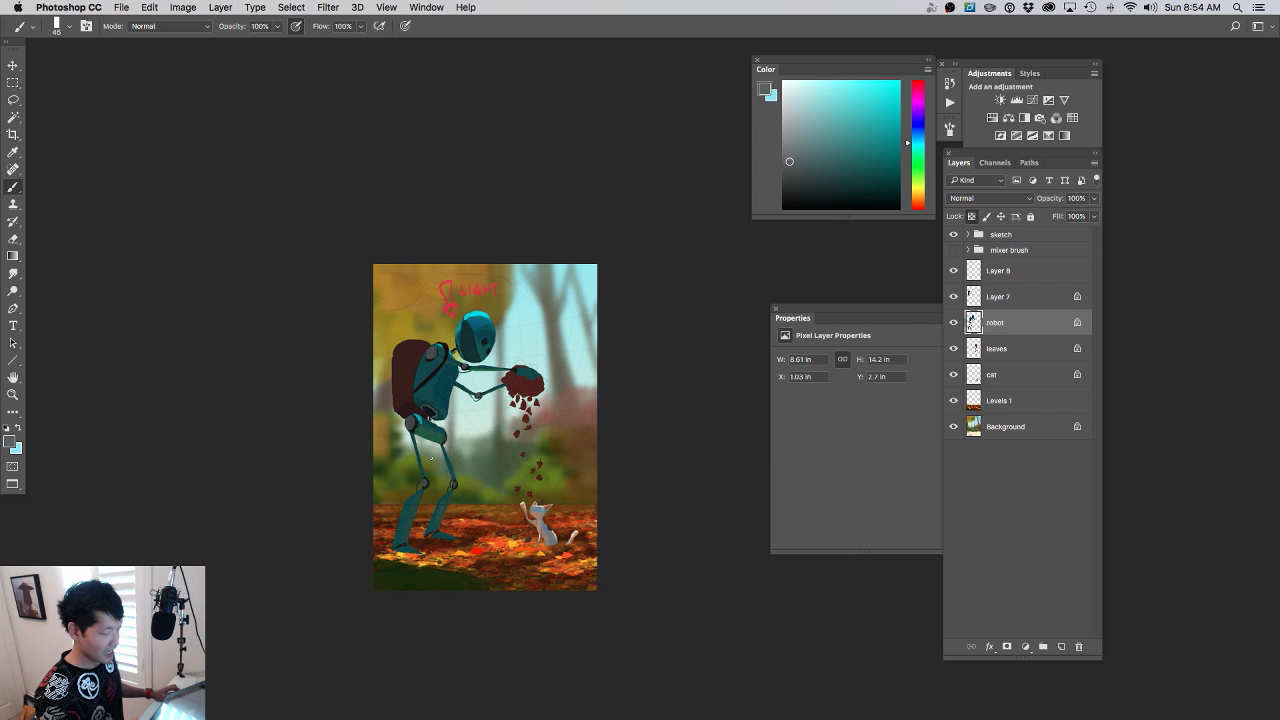 Photoshop CC File Edit Image Layer Type Select Filter 3D View Window Help Sun 8:54 AM
45 Mode: Normal Opacity: 100% Flow: 100%
Color
Adjustments Styles
Add an adjustment
Layers Channels Paths
Kind
Normal Opacity: 100%
Lock: Fill: 100%
sketch
mixer brush
Layer 8
Layer 7
robot
leaves
cat
Levels 1
Background
Properties
Pixel Layer Properties
W: 8.61 in H: 14.2 in
X: 1.03 in Y: 2.7 in
LIGHT
fx